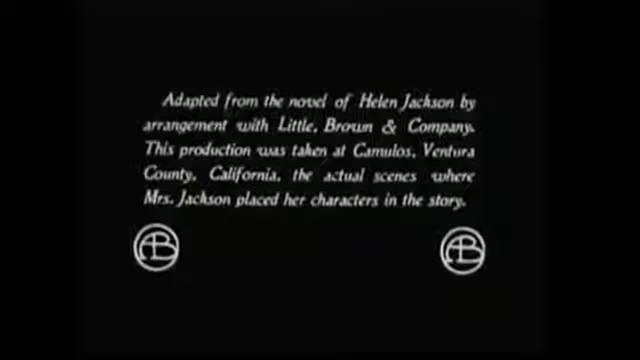 Adapted from the novel of Helen Jackson by
arrangement with Little, Brown & Company.
This production was taken at Camulos, Ventura
County, California, the actual scenes where
Mrs. Jackson placed her characters in the story.
AB AB